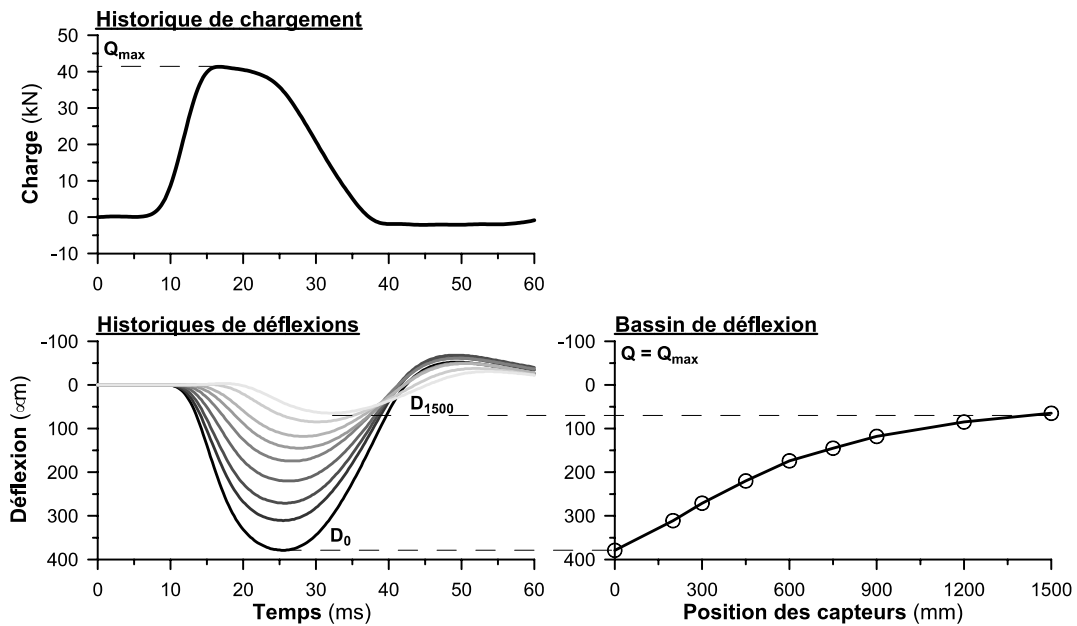 Historique de chargement
Charge (kN)
50
40
30
20
10
0
-10
Qmax
0 10 20 30 40 50 60
Historiques de déflexions
Déflexion (∝m)
-100
0
100
200
300
400
D1500
D0
0 10 20 30 40 50 60
Temps (ms)
Bassin de déflexion
Q = Qmax
-100
0
100
200
300
400
0 300 600 900 1200 1500
Position des capteurs (mm)